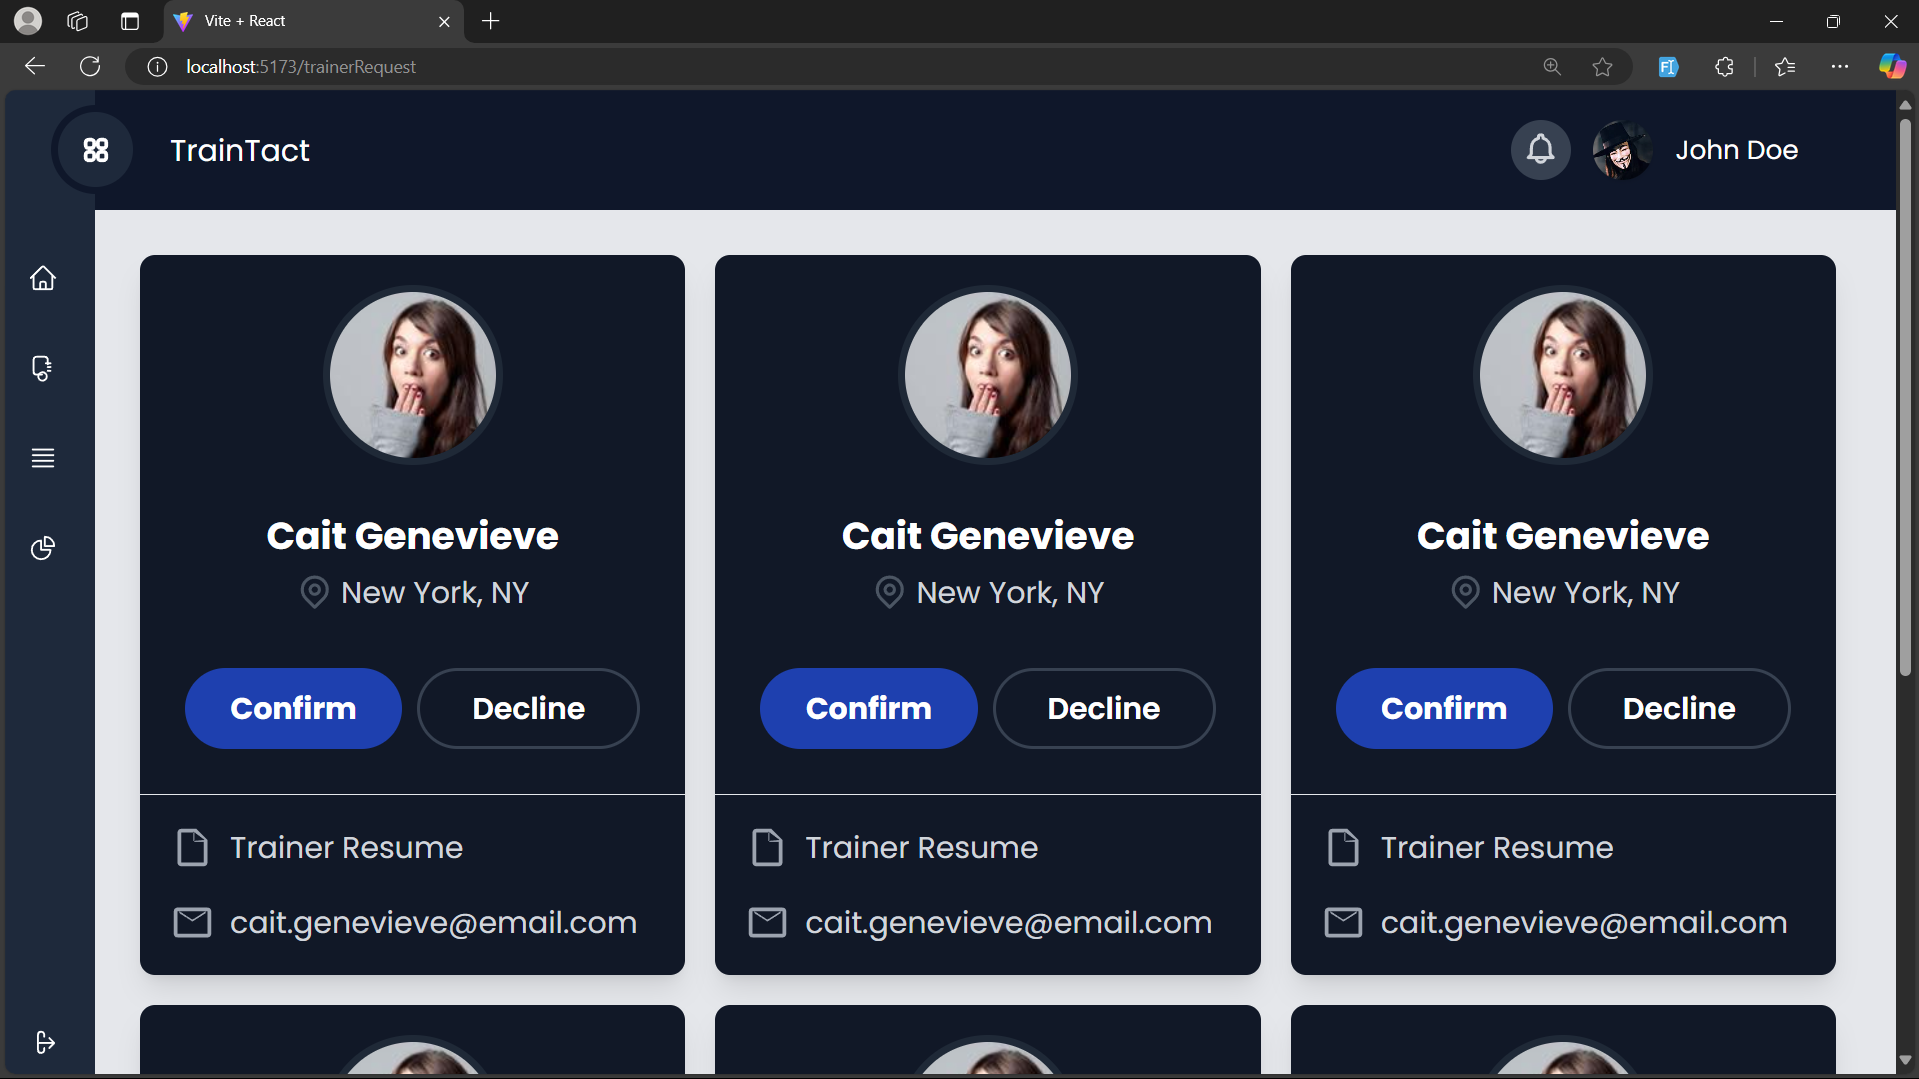 Vite + React
localhost:5173/trainerRequest
TrainTact
John Doe
Cait Genevieve
New York, NY
Confirm
Decline
Trainer Resume
cait.genevieve@email.com
Cait Genevieve
New York, NY
Confirm
Decline
Trainer Resume
cait.genevieve@email.com
Cait Genevieve
New York, NY
Confirm
Decline
Trainer Resume
cait.genevieve@email.com